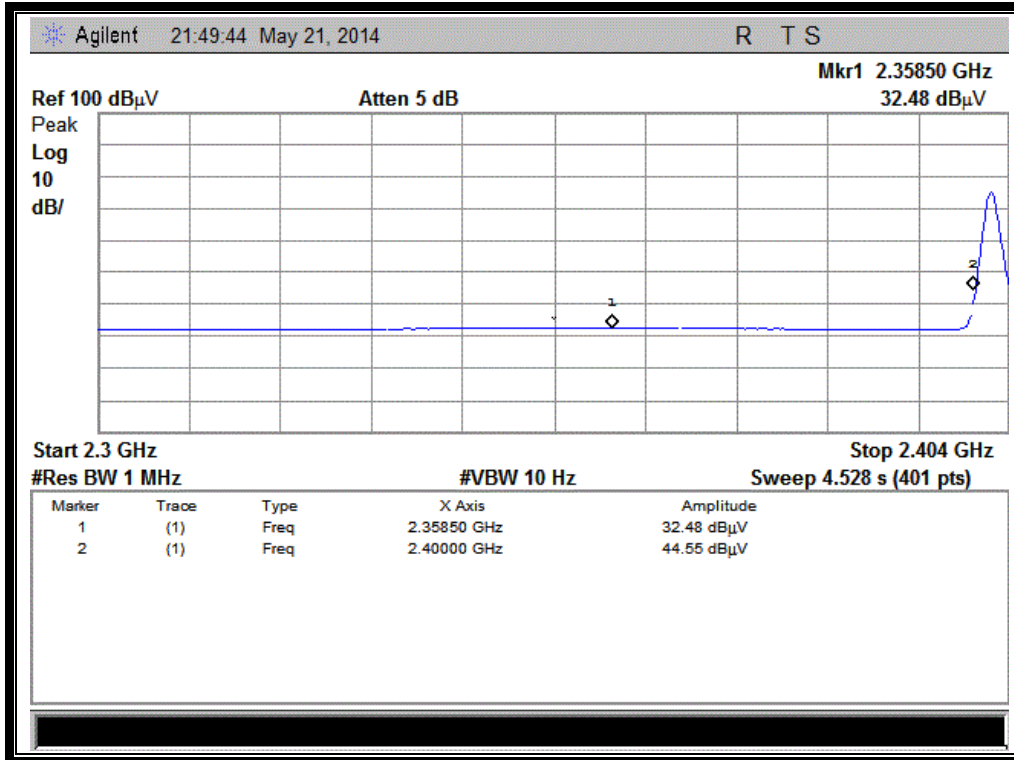 Agilent 21:49:44 May 21, 2014 R T S
Mkr1 2.35850 GHz
Ref 100 dBµV Atten 5 dB 32.48 dBµV
Peak
Log
10
dB/
2
1
Start 2.3 GHz Stop 2.404 GHz
#Res BW 1 MHz #VBW 10 Hz Sweep 4.528 s (401 pts)
Marker Trace Type X Axis Amplitude
1 (1) Freq 2.35850 GHz 32.48 dBµV
2 (1) Freq 2.40000 GHz 44.55 dBµV